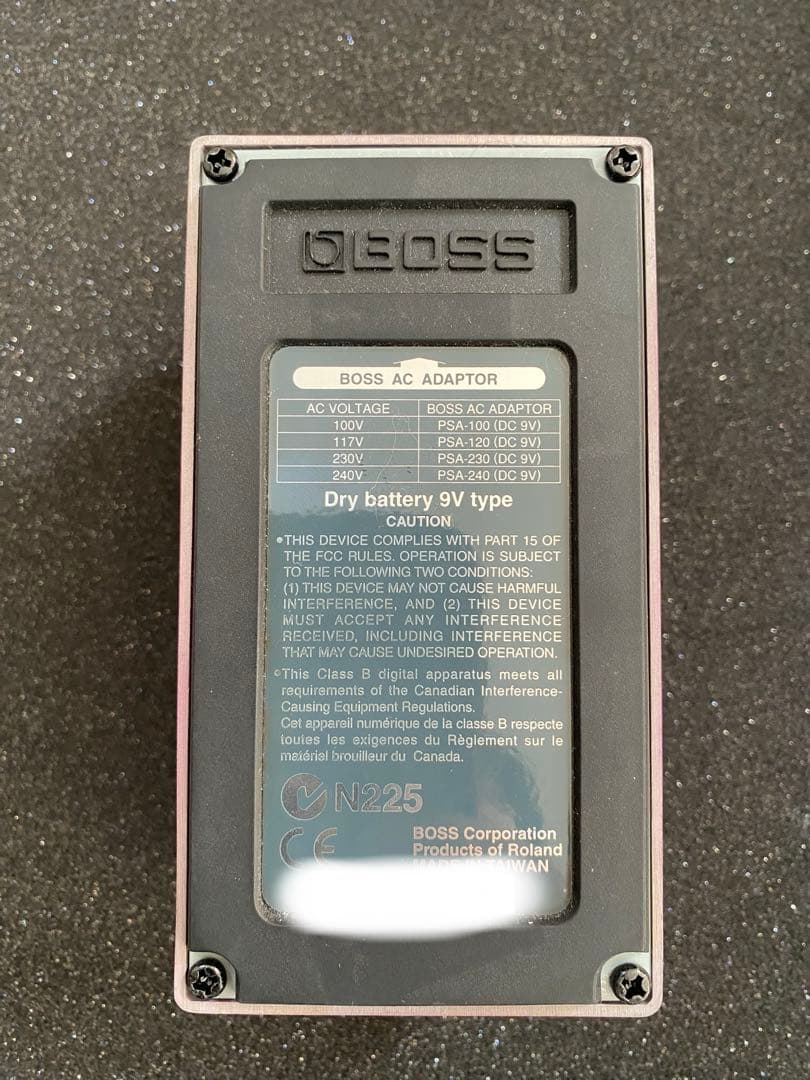 BOSS
BOSS AC ADAPTOR
AC VOLTAGE BOSS AC ADAPTOR
100V PSA-100 (DC 9V)
117V PSA-120 (DC 9V)
230V PSA-230 (DC 9V)
240V PSA-240 (DC 9V)
Dry battery 9V type
CAUTION
•THIS DEVICE COMPLIES WITH PART 15 OF
THE FCC RULES. OPERATION IS SUBJECT
TO THE FOLLOWING TWO CONDITIONS:
(1) THIS DEVICE MAY NOT CAUSE HARMFUL
INTERFERENCE, AND (2) THIS DEVICE
MUST ACCEPT ANY INTERFERENCE
RECEIVED, INCLUDING INTERFERENCE
THAT MAY CAUSE UNDESIRED OPERATION.
•This Class B digital apparatus meets all
requirements of the Canadian Interference-
Causing Equipment Regulations.
Cet appareil numérique de la classe B respecte
toutes les exigences du Règlement sur le
matériel brouilleur du Canada.
N225
CE
BOSS Corporation
Products of Roland
MADE IN TAIWAN